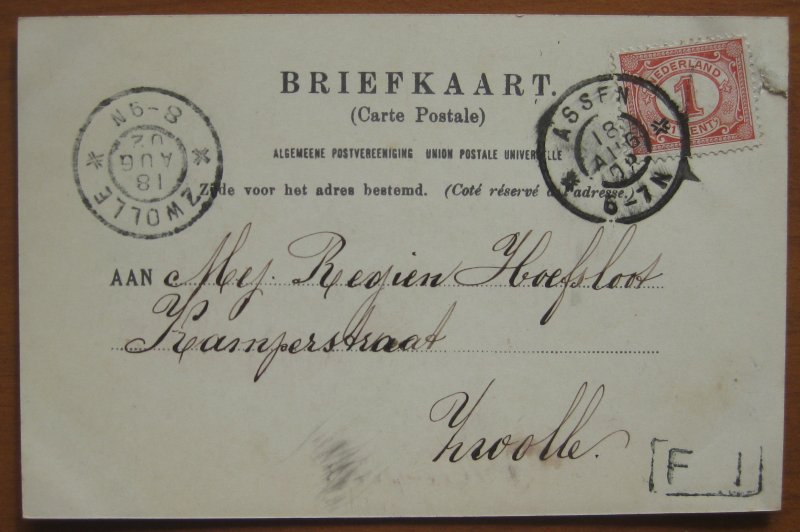 BRIEFKAART.
(Carte Postale)
ALGEMEENE POSTVEREENIGING UNION POSTALE UNIVERSELLE
Zijde voor het adres bestemd. (Coté réservé à l'adresse.)
AAN Mej. Regien Hoefsloot
Kamperstraat
Zwolle.
NEDERLAND
1
CENT
ASSEN
18
AUG
02
6-7N
ZWOLLE
18
AUG
02
8-9N
F 1